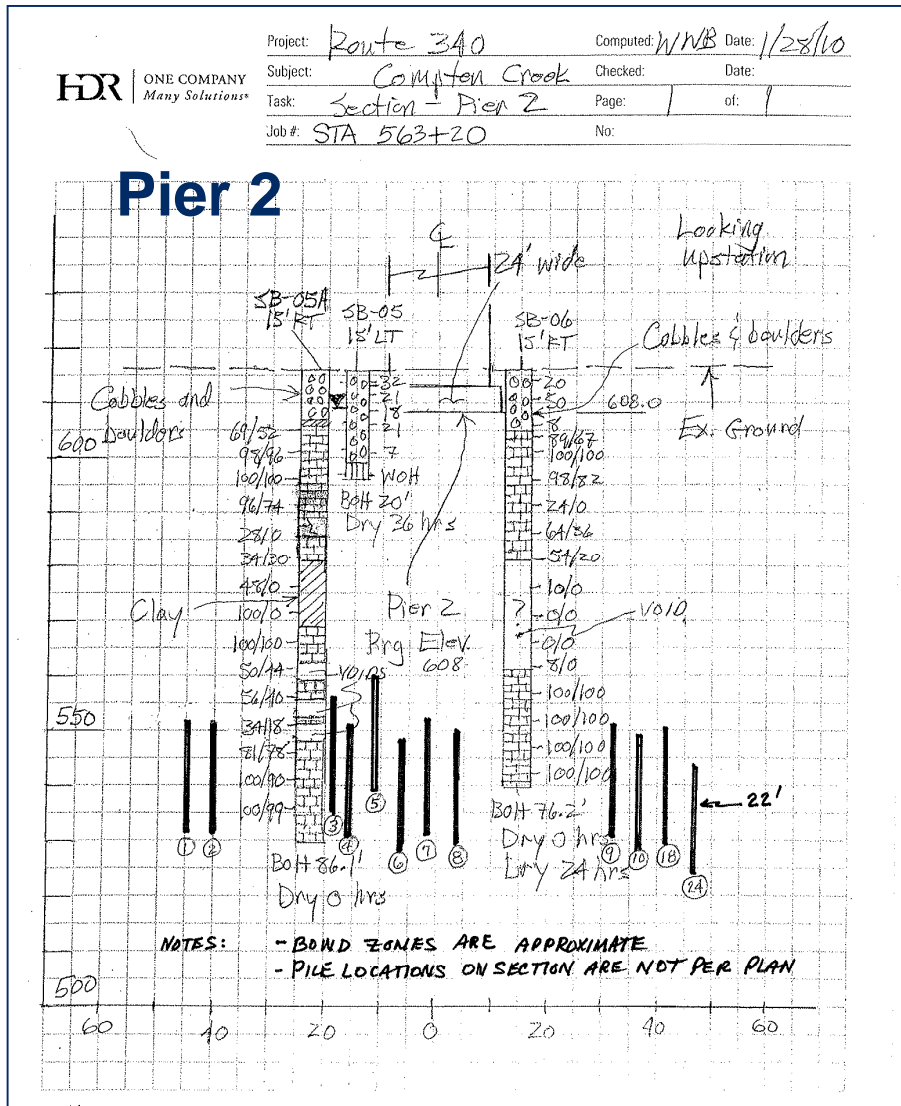 HDR ONE COMPANY
Many Solutions®
Project: Route 340 Computed: WNB Date: 1/28/10
Subject: Compton Crook Checked: Date:
Task: Section - Pier 2 Page: 1 of: 1
Job #: STA 563+20 No:
Pier 2
Looking
Upstation
24' wide
SB-05A
15' RT
SB-05
15' LT
SB-06
15' RT
Cobbles & boulders
Cobbles and
boulders
32
21
18
21
7
WOH
BOH 20'
Dry 36 hrs
20
50
8
608.0
Ex. Ground
600
69/52
98/96
100/100
96/74
28/0
34/30
48/0
100/0
100/100
50/44
56/40
34/18
81/78
100/90
100/99
Clay
VOIDS
Pier 2
Prg Elev.
608
89/67
100/100
98/82
24/0
64/36
54/20
10/0
0/0
0/0
8/0
100/100
100/100
100/100
100/100
?
VOID
550
22'
1
2
3
4
5
6
7
8
9
10
18
24
BOH 86.1'
Dry 0 hrs
BOH 76.2'
Dry 0 hrs
Dry 24 hrs
NOTES: - BOND ZONES ARE APPROXIMATE
- PILE LOCATIONS ON SECTION ARE NOT PER PLAN
500
60 40 20 0 20 40 60